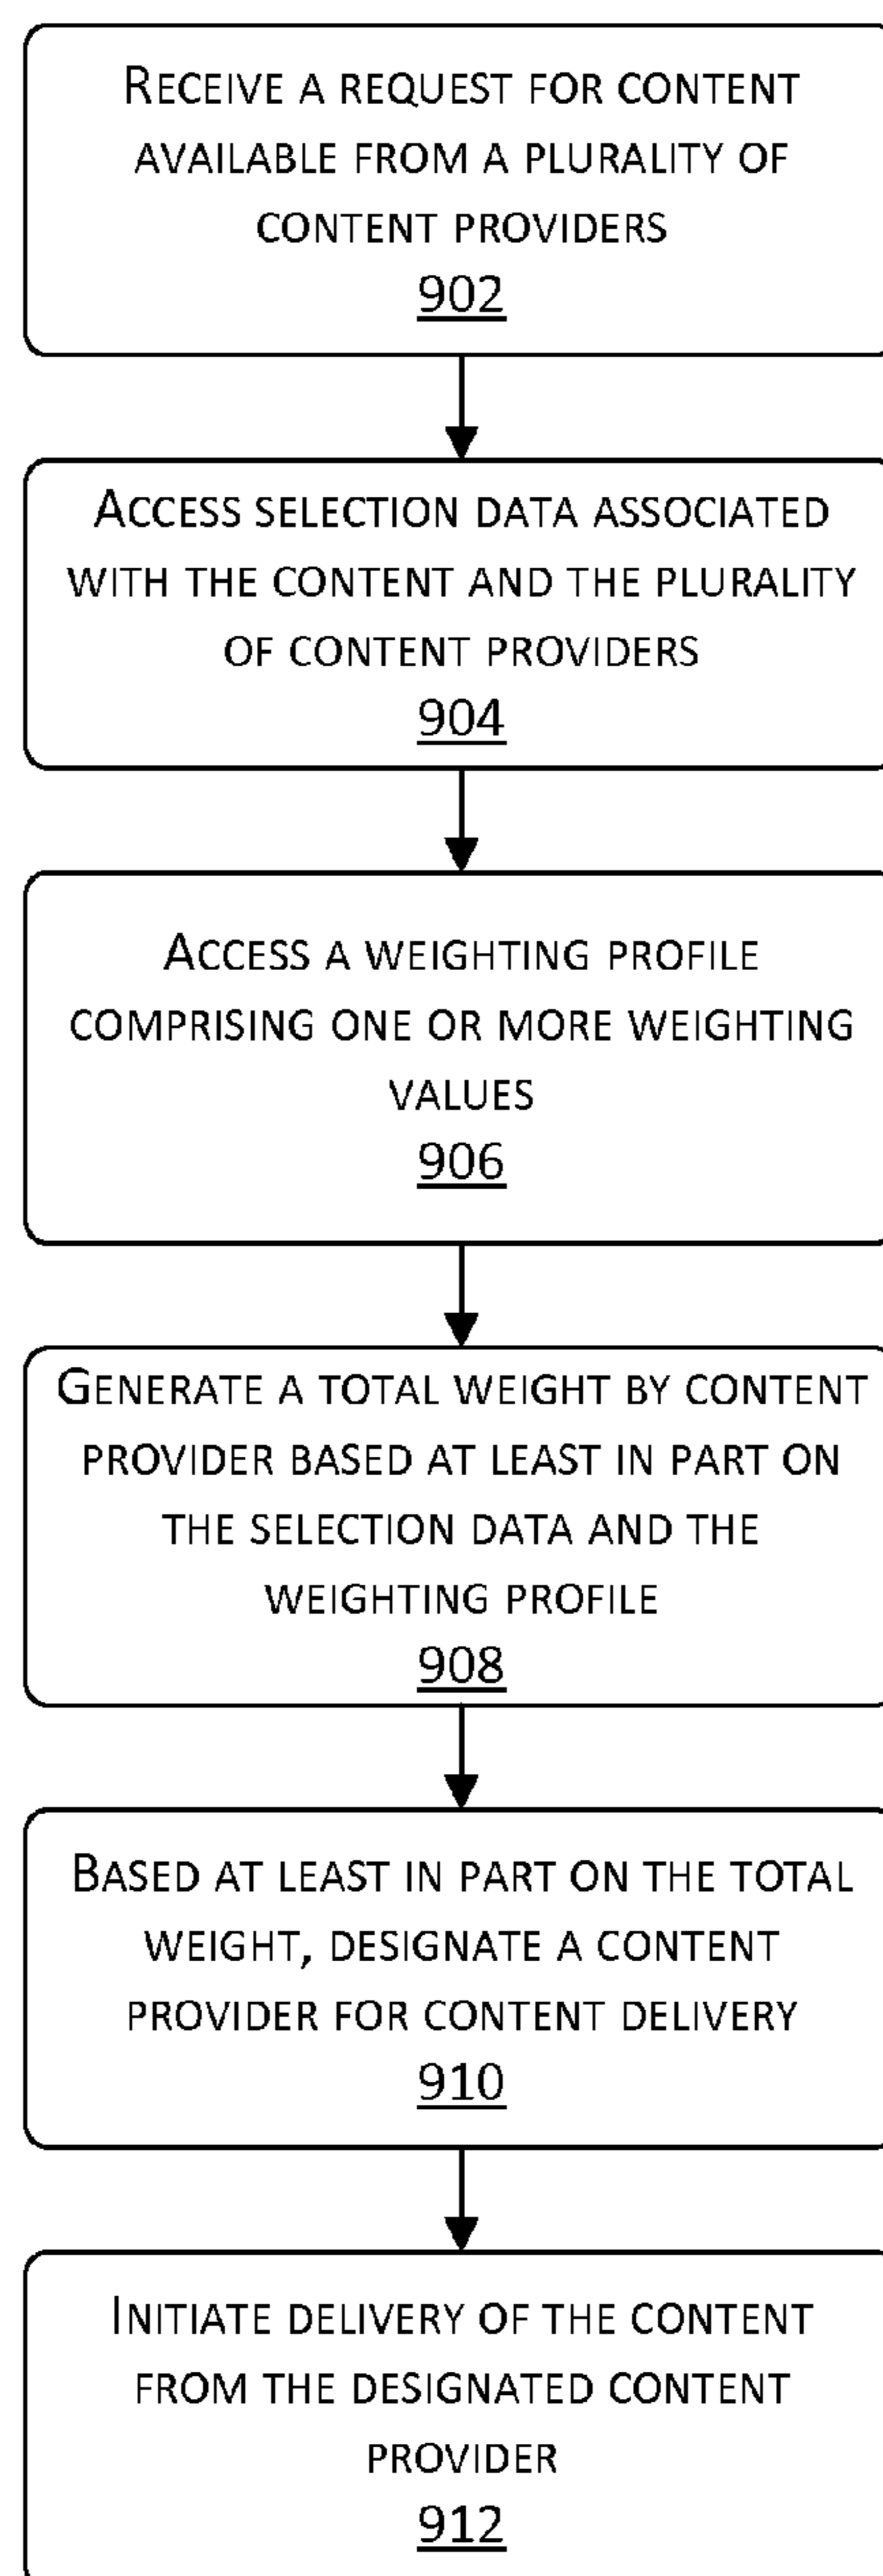 RECEIVE A REQUEST FOR CONTENT
AVAILABLE FROM A PLURALITY OF
CONTENT PROVIDERS
902
ACCESS SELECTION DATA ASSOCIATED
WITH THE CONTENT AND THE PLURALITY
OF CONTENT PROVIDERS
904
ACCESS A WEIGHTING PROFILE
COMPRISING ONE OR MORE WEIGHTING
VALUES
906
GENERATE A TOTAL WEIGHT BY CONTENT
PROVIDER BASED AT LEAST IN PART ON
THE SELECTION DATA AND THE
WEIGHTING PROFILE
908
BASED AT LEAST IN PART ON THE TOTAL
WEIGHT, DESIGNATE A CONTENT
PROVIDER FOR CONTENT DELIVERY
910
INITIATE DELIVERY OF THE CONTENT
FROM THE DESIGNATED CONTENT
PROVIDER
912